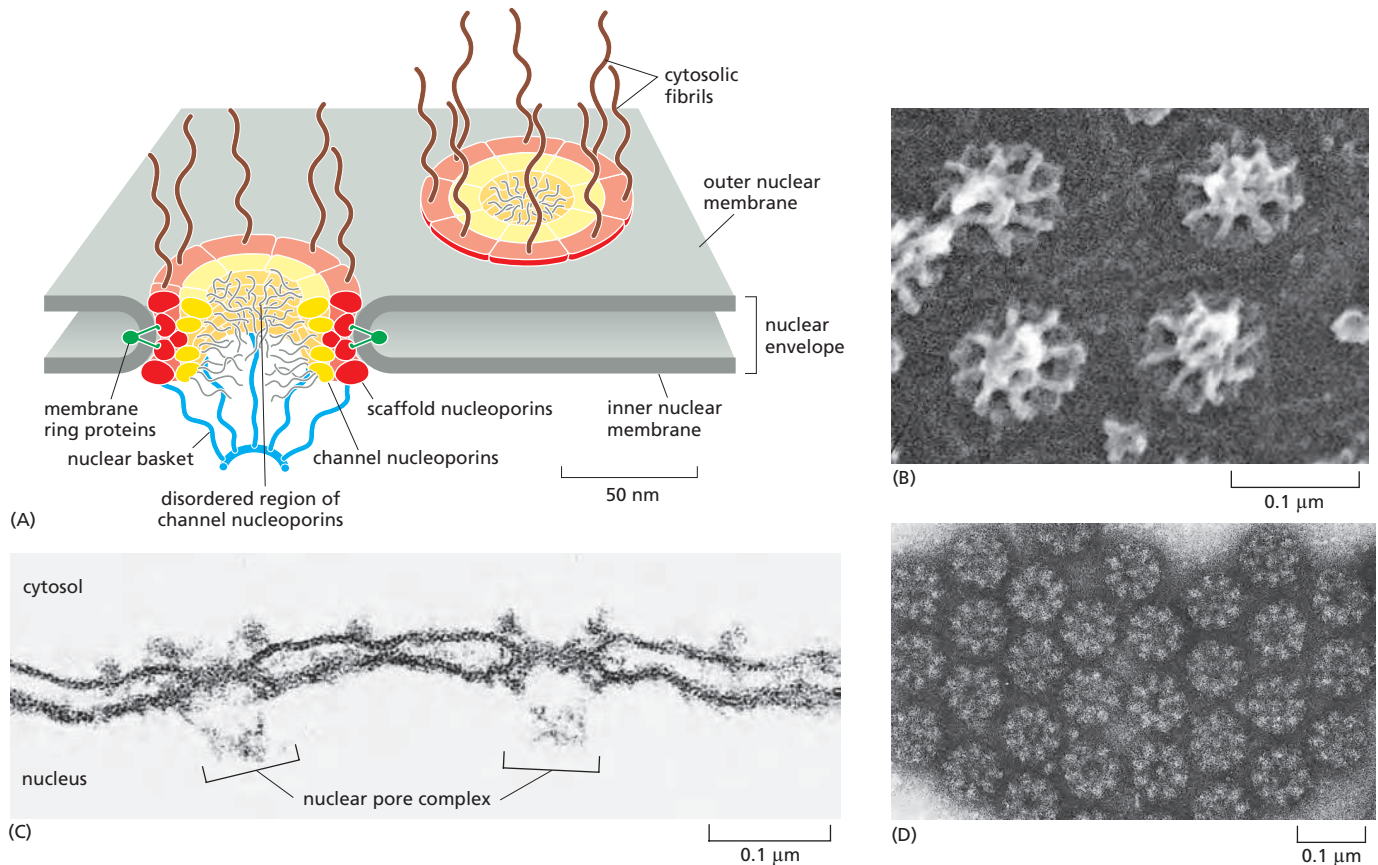 cytosolic
fibrils
outer nuclear
membrane
nuclear
envelope
membrane
ring proteins
scaffold nucleoporins
inner nuclear
membrane
nuclear basket
channel nucleoporins
disordered region of
channel nucleoporins
50 nm
(A)
(B)
0.1 μm
cytosol
nucleus
nuclear pore complex
(C)
0.1 μm
(D)
0.1 μm